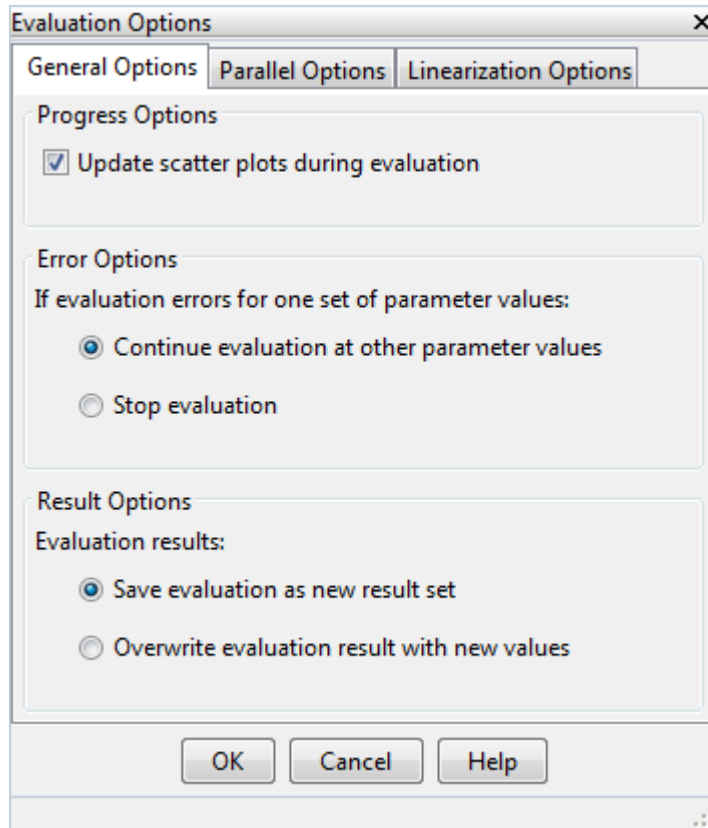 Evaluation Options
General Options Parallel Options Linearization Options
Progress Options
Update scatter plots during evaluation
Error Options
If evaluation errors for one set of parameter values:
Continue evaluation at other parameter values
Stop evaluation
Result Options
Evaluation results:
Save evaluation as new result set
Overwrite evaluation result with new values
OK Cancel Help